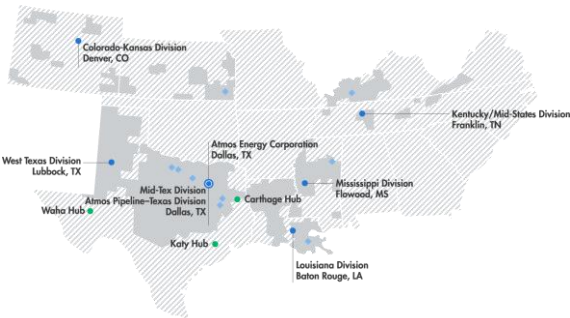 Colorado-Kansas Division
Denver, CO
Kentucky/Mid-States Division
Franklin, TN
Atmos Energy Corporation
Dallas, TX
West Texas Division
Lubbock, TX
Mid-Tex Division
Atmos Pipeline–Texas Division
Dallas, TX
Mississippi Division
Flowood, MS
Carthage Hub
Waha Hub
Katy Hub
Louisiana Division
Baton Rouge, LA